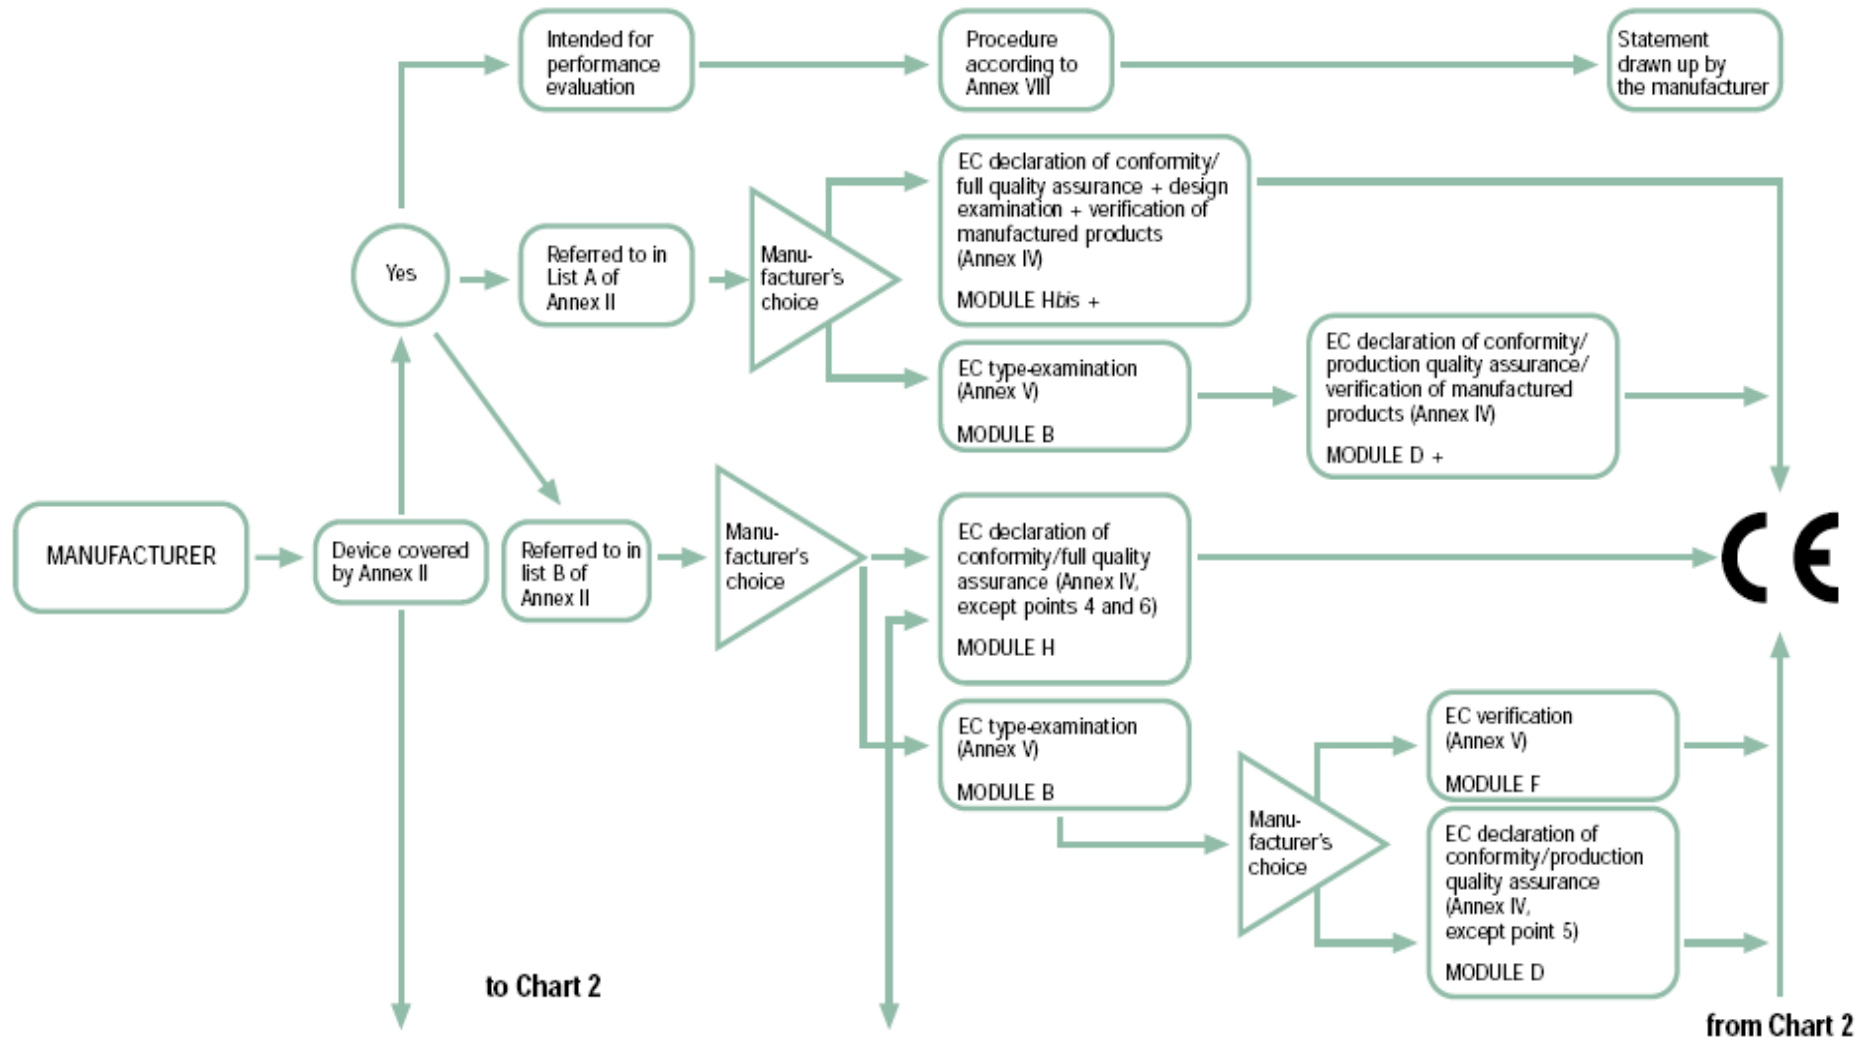 Intended for
performance
evaluation
Procedure
according to
Annex VIII
Statement
drawn up by
the manufacturer
Yes
Referred to in
List A of
Annex II
Manu-
facturer's
choice
EC declaration of conformity/
full quality assurance + design
examination + verification of
manufactured products
(Annex IV)
MODULE Hbis +
EC type-examination
(Annex V)
MODULE B
EC declaration of conformity/
production quality assurance/
verification of manufactured
products (Annex IV)
MODULE D +
MANUFACTURER
Device covered
by Annex II
Referred to in
list B of
Annex II
Manu-
facturer's
choice
EC declaration of
conformity/full quality
assurance (Annex IV,
except points 4 and 6)
MODULE H
CE
EC type-examination
(Annex V)
MODULE B
Manu-
facturer's
choice
EC verification
(Annex V)
MODULE F
EC declaration of
conformity/production
quality assurance
(Annex IV,
except point 5)
MODULE D
to Chart 2
from Chart 2